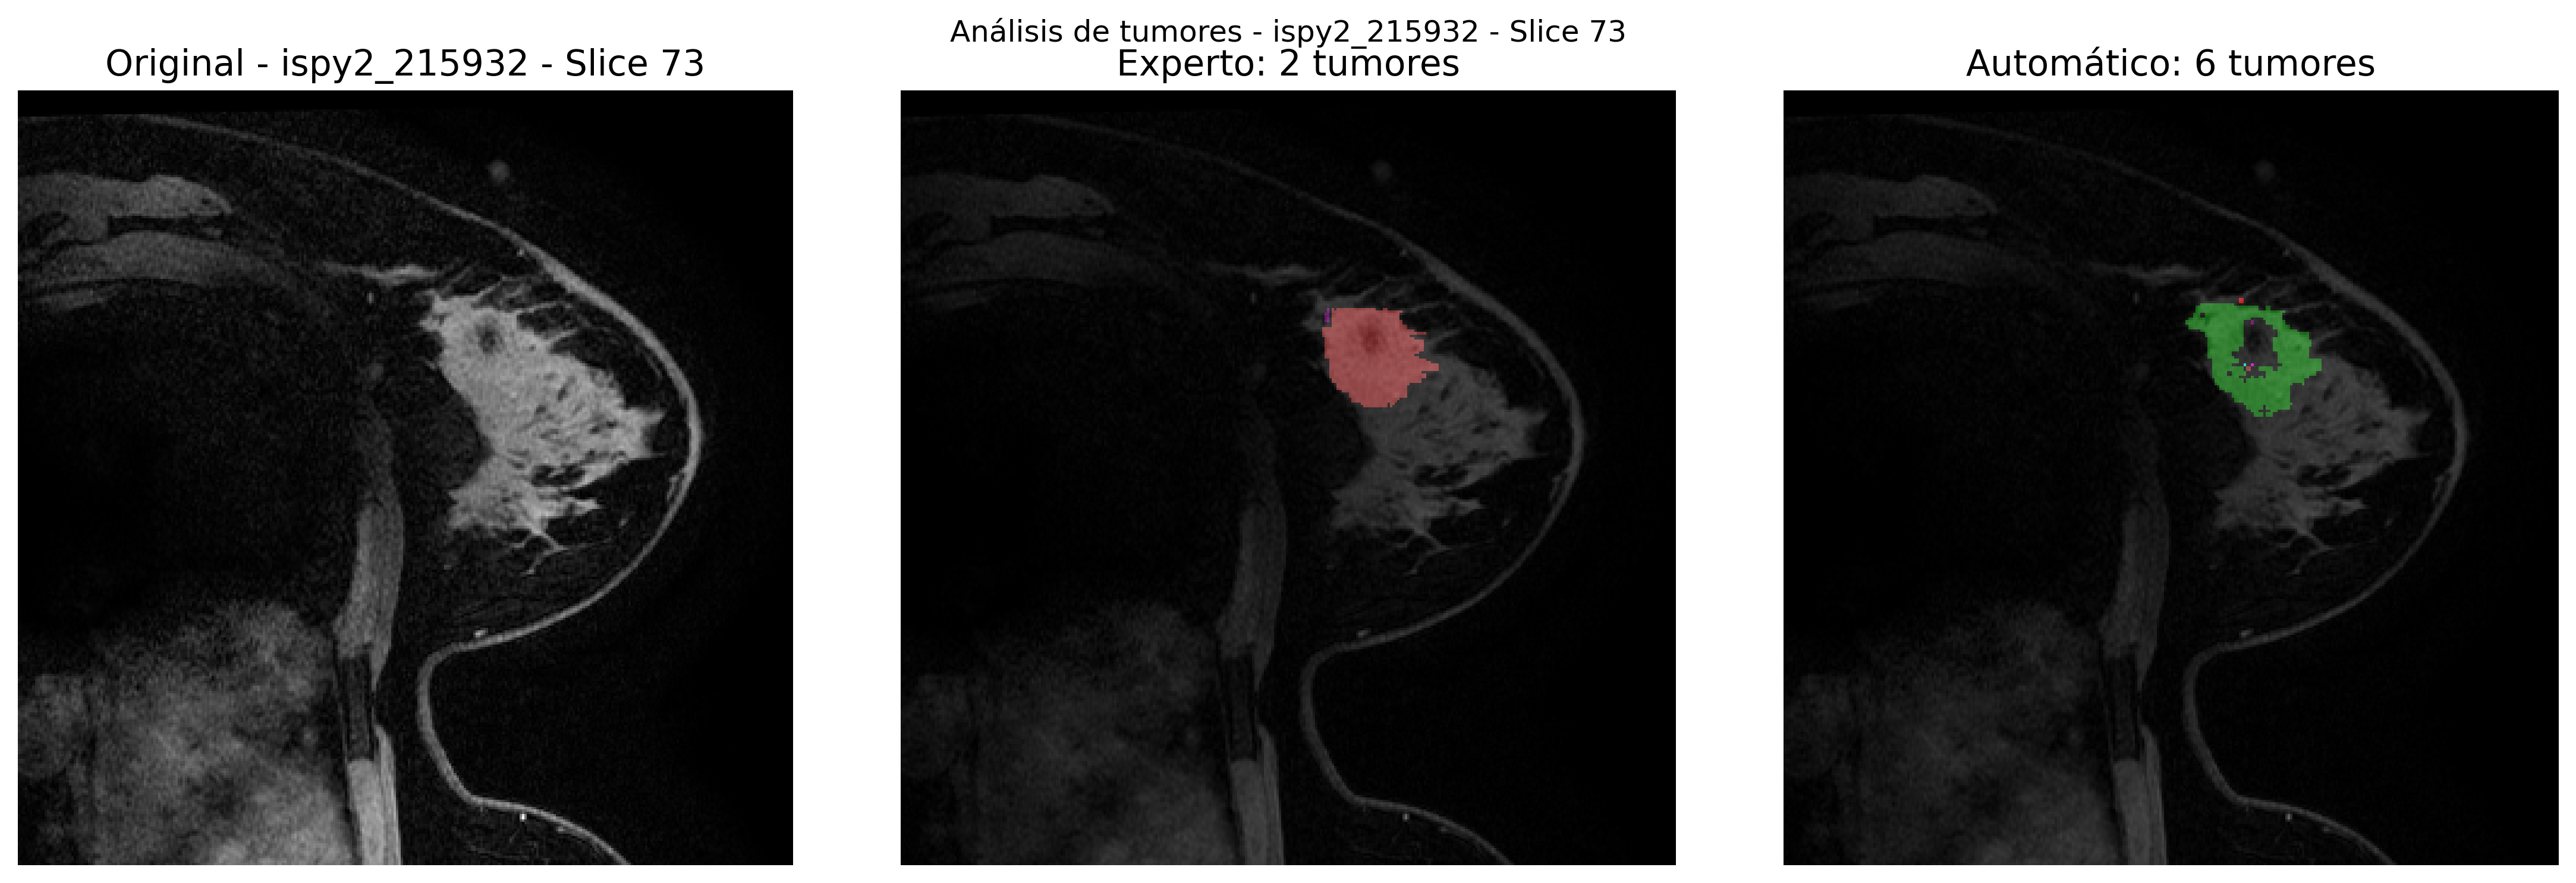 Análisis de tumores - ispy2_215932 - Slice 73
Original - ispy2_215932 - Slice 73
Experto: 2 tumores
Automático: 6 tumores